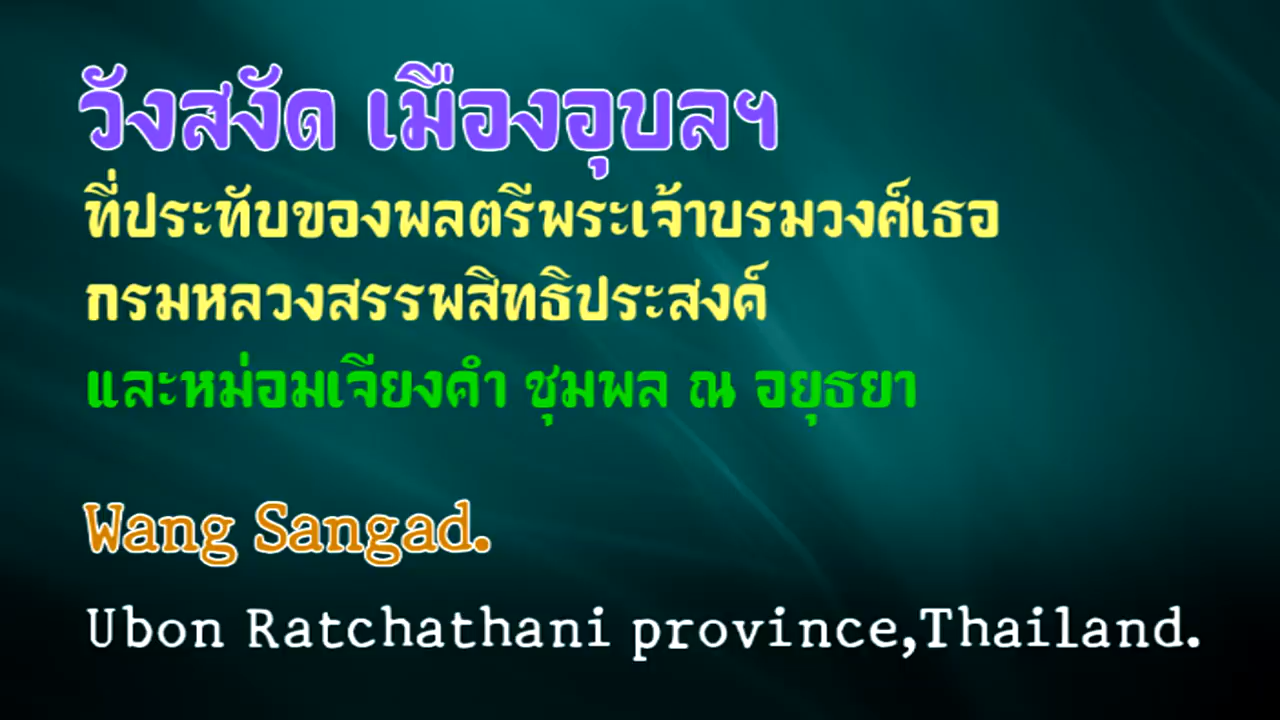 วังสงัด เมืองอุบลฯ
ที่ประทับของพลตรีพระเจ้าบรมวงศ์เธอ
กรมหลวงสรรพสิทธิประสงค์
และหม่อมเจียงคำ ชุมพล ณ อยุธยา
Wang Sangad.
Ubon Ratchathani province,Thailand.